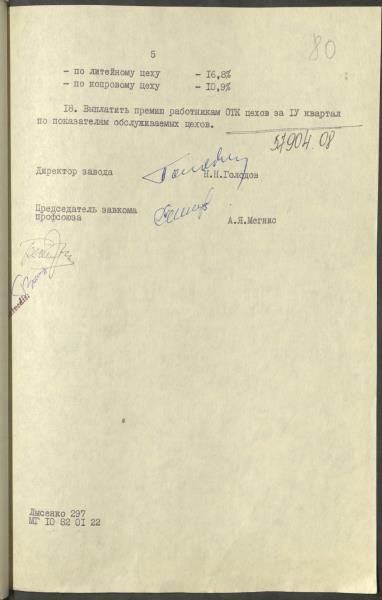 5
80
- по литейному цеху - 16,8%
- по копровому цеху - 10,9%
18. Выплатить премию работникам ОТК цехов за IУ квартал
по показателям обслуживаемых цехов.
57904.08
Директор завода Н.Н.Голодов
Председатель завкома
профсоюза А.Я.Мегнис
Лысенко 297
МГ 10 82 01 22